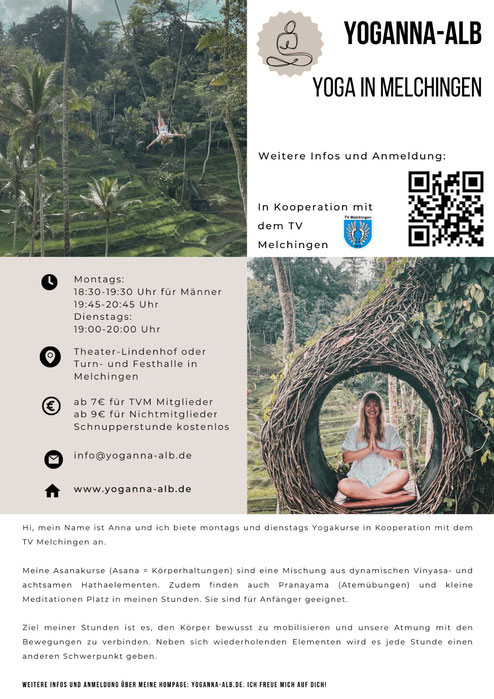 YOGANNA-ALB
YOGA IN MELCHINGEN
Weitere Infos und Anmeldung:
In Kooperation mit
dem TV
Melchingen
TV Melchingen
Montags:
18:30-19:30 Uhr für Männer
19:45-20:45 Uhr
Dienstags:
19:00-20:00 Uhr
Theater-Lindenhof oder
Turn- und Festhalle in
Melchingen
ab 7€ für TVM Mitglieder
ab 9€ für Nichtmitglieder
Schnupperstunde kostenlos
info@yoganna-alb.de
www.yoganna-alb.de
Hi, mein Name ist Anna und ich biete montags und dienstags Yogakurse in Kooperation mit dem
TV Melchingen an.
Meine Asanakurse (Asana = Körperhaltungen) sind eine Mischung aus dynamischen Vinyasa- und
achtsamen Hathaelementen. Zudem finden auch Pranayama (Atemübungen) und kleine
Meditationen Platz in meinen Stunden. Sie sind für Anfänger geeignet.
Ziel meiner Stunden ist es, den Körper bewusst zu mobilisieren und unsere Atmung mit den
Bewegungen zu verbinden. Neben sich wiederholenden Elementen wird es jede Stunde einen
anderen Schwerpunkt geben.
WEITERE INFOS UND ANMELDUNG ÜBER MEINE HOMPAGE: YOGANNA-ALB.DE. ICH FREUE MICH AUF DICH!